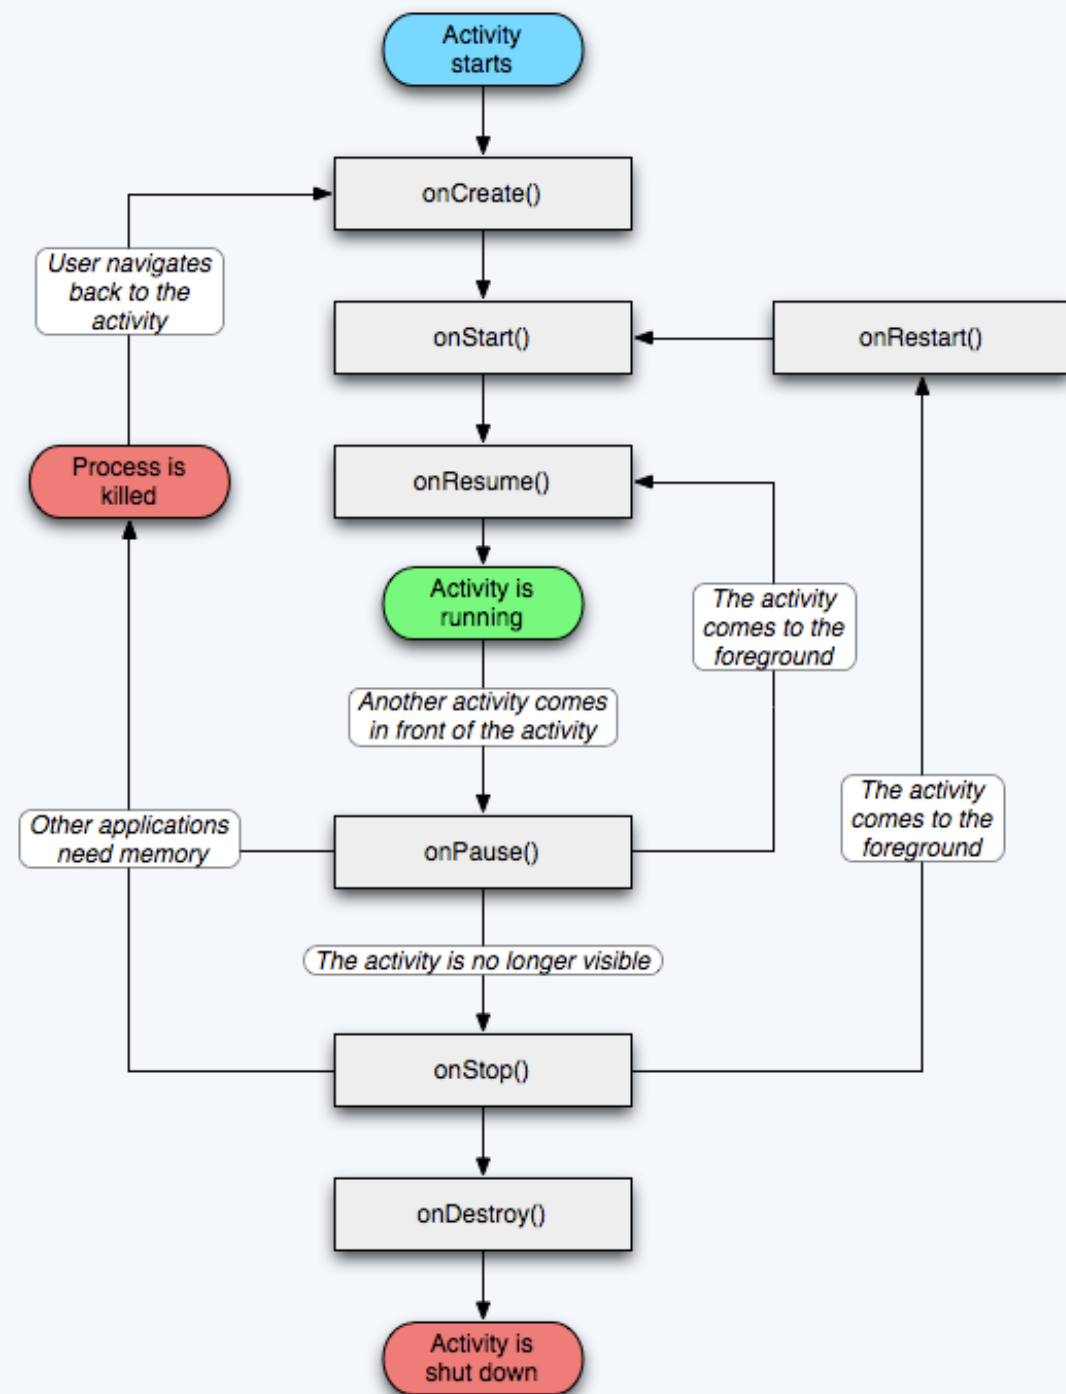 Activity
starts
onCreate()
User navigates
back to the
activity
onStart()
onRestart()
Process is
killed
onResume()
Activity is
running
The activity
comes to the
foreground
Another activity comes
in front of the activity
The activity
comes to the
foreground
Other applications
need memory
onPause()
The activity is no longer visible
onStop()
onDestroy()
Activity is
shut down